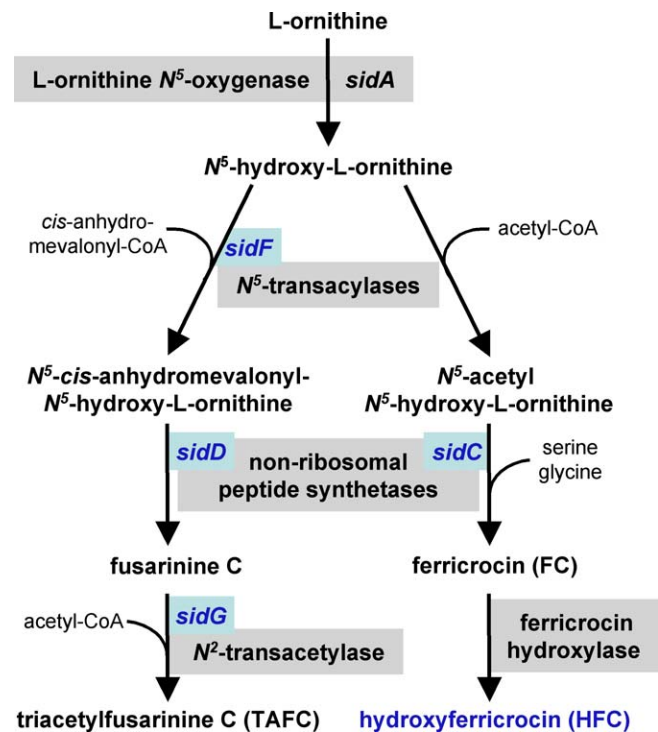 L-ornithine
L-ornithine N⁵-oxygenase sidA
N⁵-hydroxy-L-ornithine
cis-anhydro-
mevalonyl-CoA
acetyl-CoA
sidF
N⁵-transacylases
N⁵-cis-anhydromevalonyl-
N⁵-hydroxy-L-ornithine
N⁵-acetyl
N⁵-hydroxy-L-ornithine
sidD
non-ribosomal
peptide synthetases
sidC
serine
glycine
fusarinine C
ferricrocin (FC)
acetyl-CoA
sidG
N²-transacetylase
ferricrocin
hydroxylase
triacetylfusarinine C (TAFC)
hydroxyferricrocin (HFC)